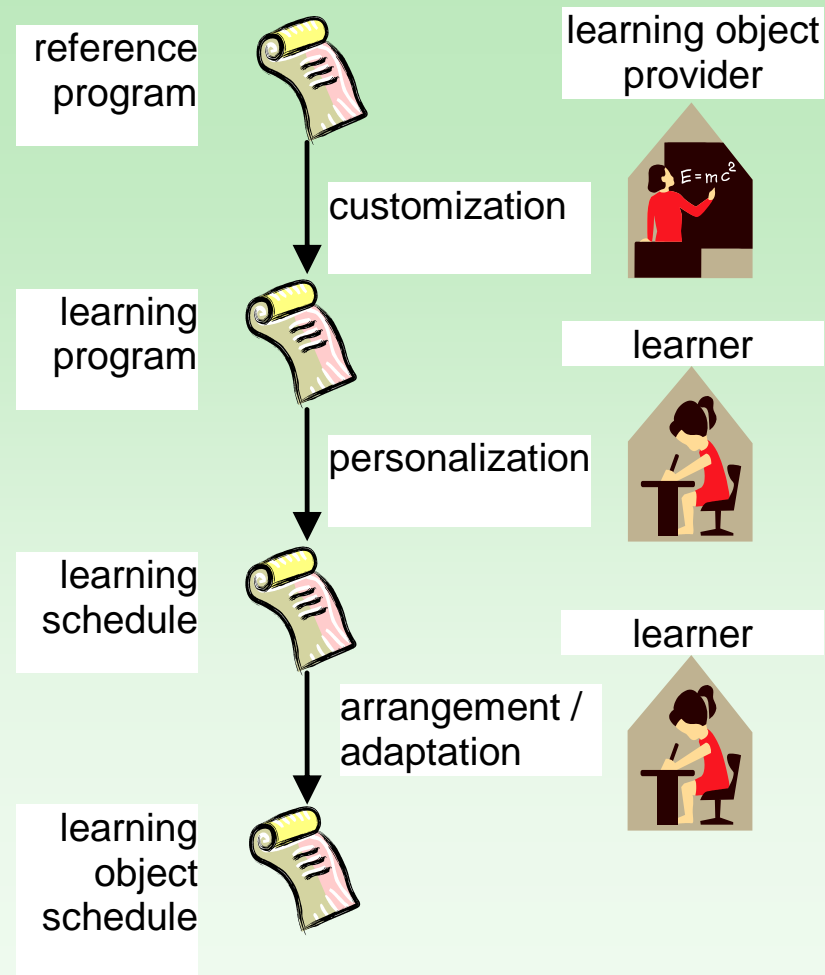 reference
program
learning object
provider
E=mc²
customization
learning
program
learner
personalization
learning
schedule
learner
arrangement /
adaptation
learning
object
schedule